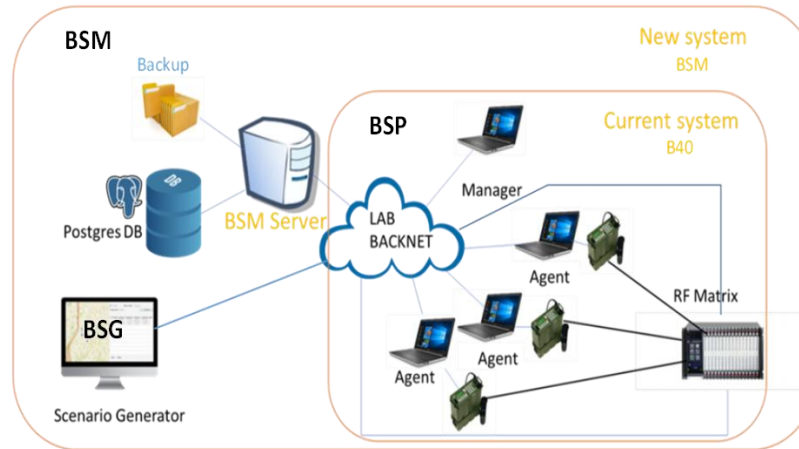 BSM
New system
BSM
Backup
BSP
Current system
B40
Manager
DB
Postgres DB
BSM Server
LAB
BACKNET
Agent
RF Matrix
BSG
Agent
Agent
Scenario Generator